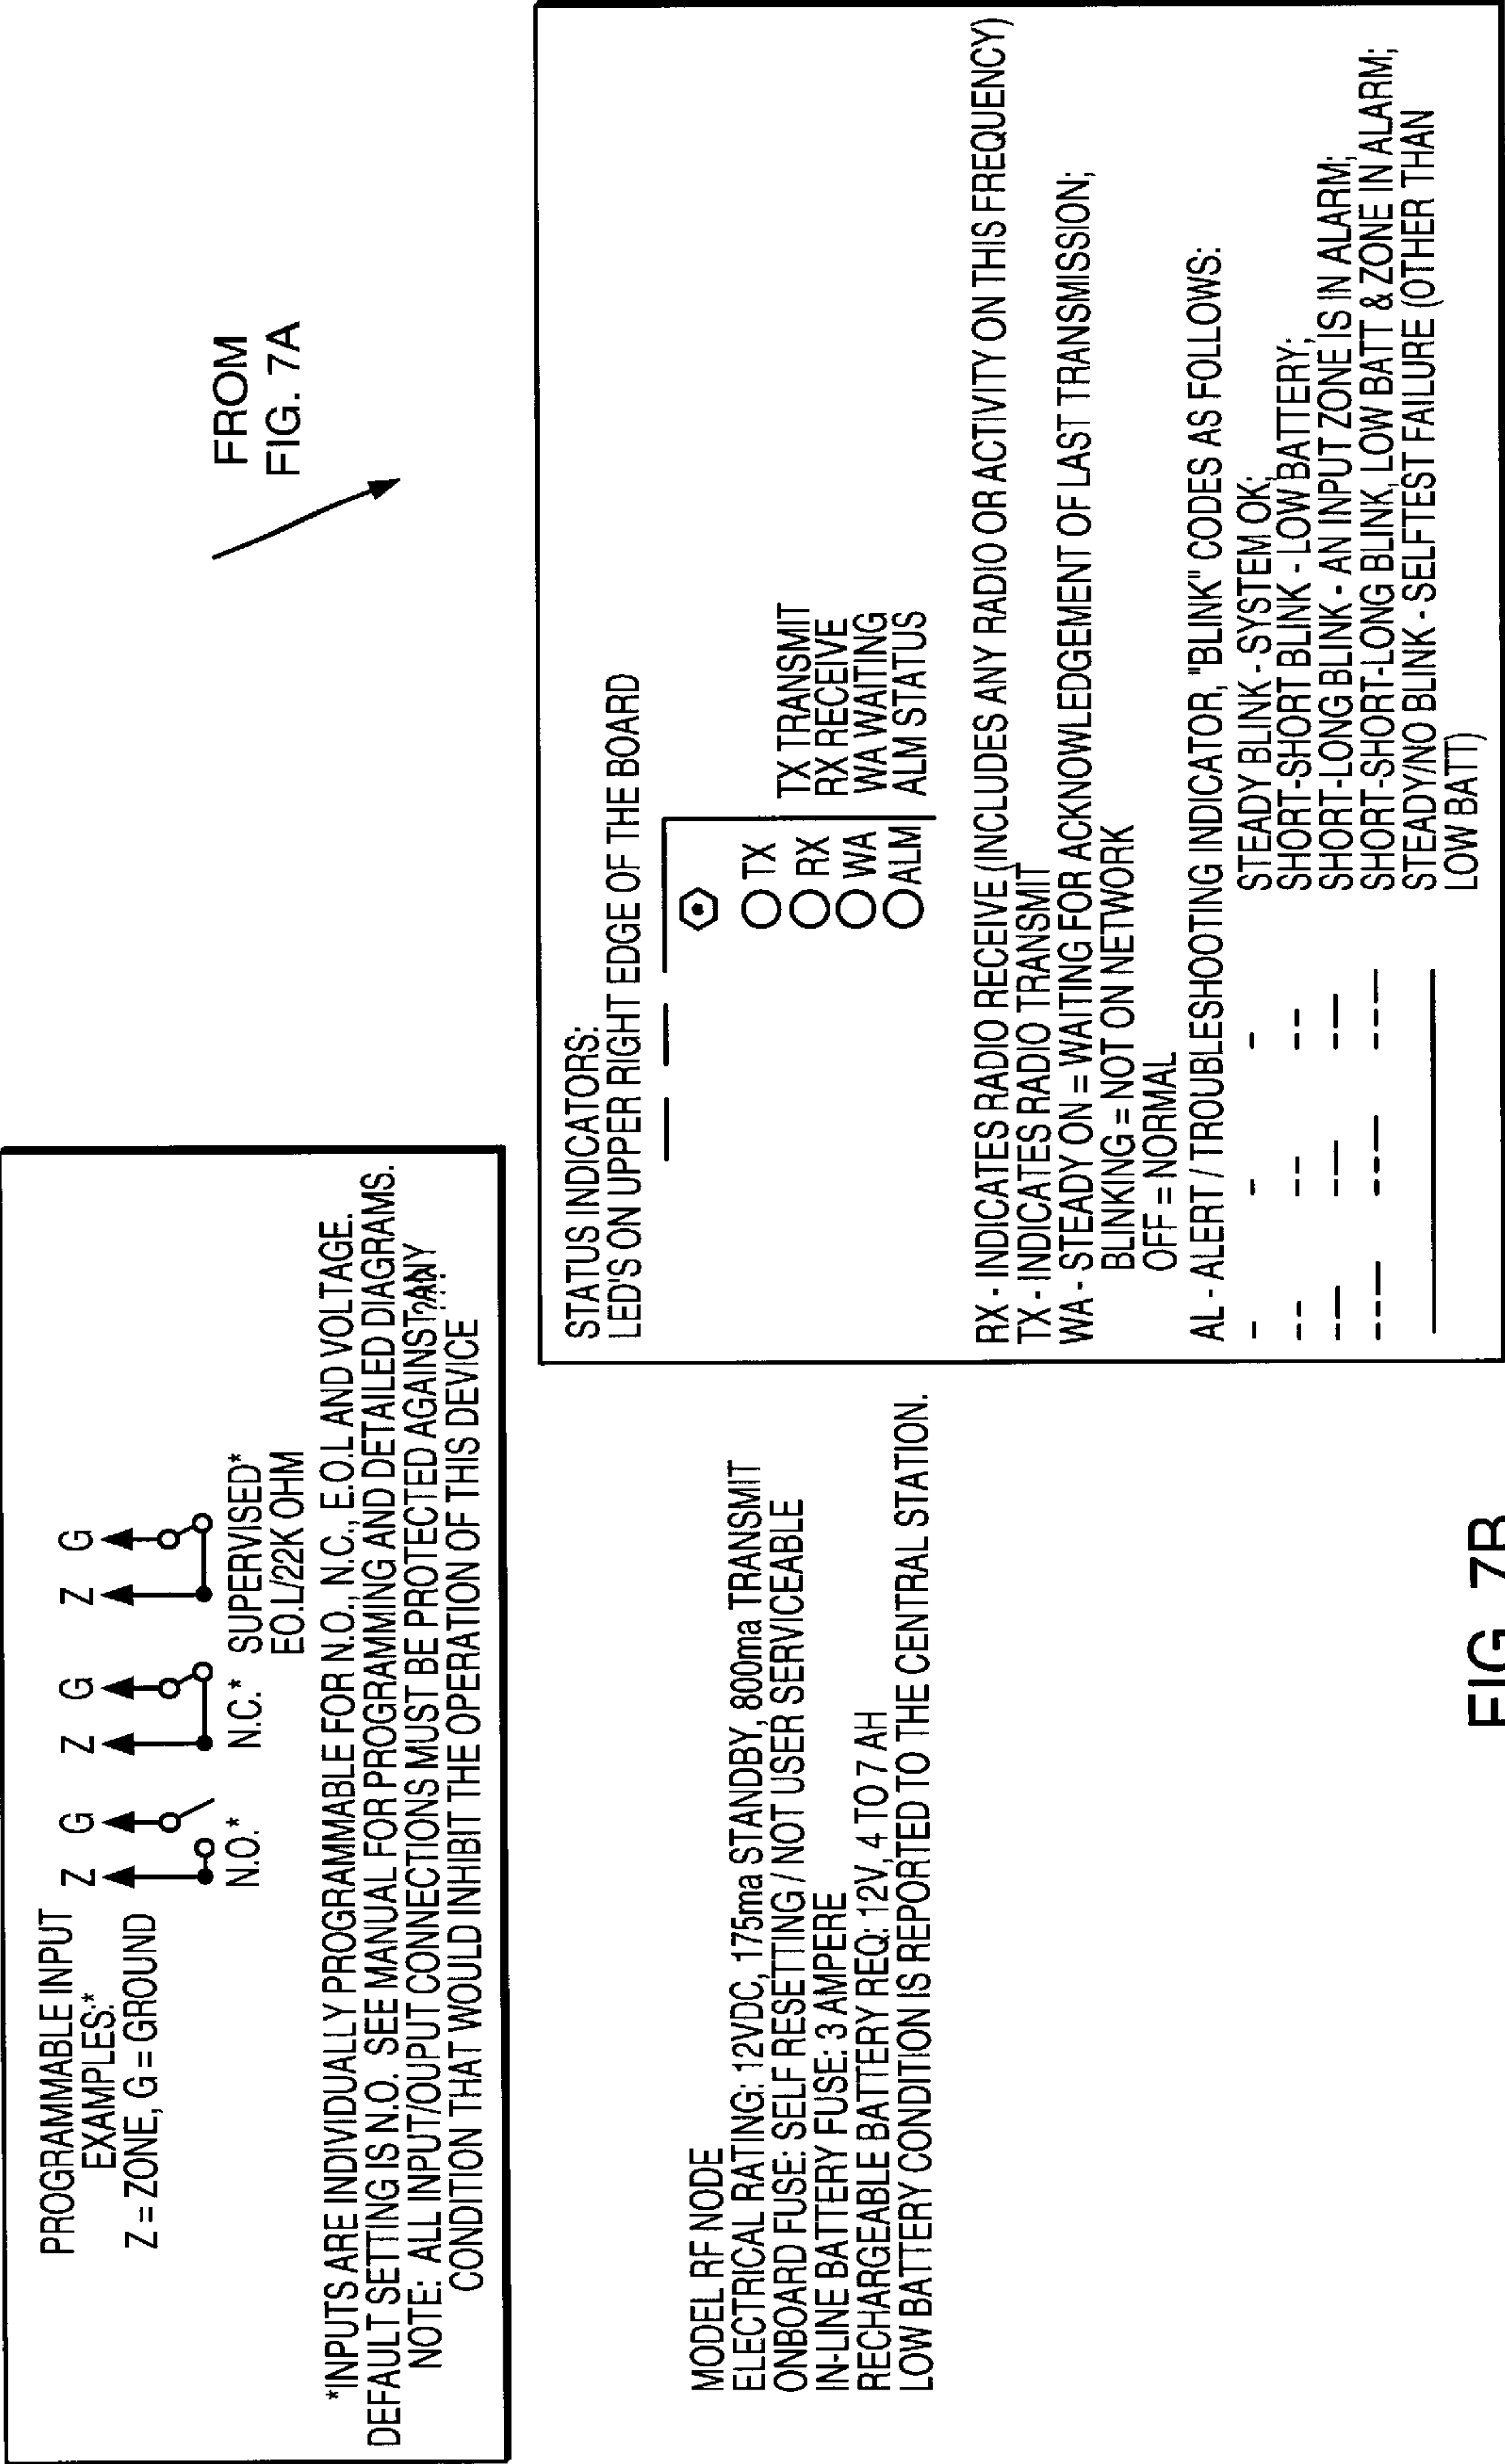 PROGRAMMABLE INPUT
EXAMPLES:*
Z = ZONE, G = GROUND
Z G Z G Z G
N.O.* N.C.* SUPERVISED*
EO.L/22K OHM
*INPUTS ARE INDIVIDUALLY PROGRAMMABLE FOR N.O., N.C., E.O.L AND VOLTAGE.
DEFAULT SETTING IS N.O. SEE MANUAL FOR PROGRAMMING AND DETAILED DIAGRAMS.
NOTE: ALL INPUT/OUPUT CONNECTIONS MUST BE PROTECTED AGAINST ANY
CONDITION THAT WOULD INHIBIT THE OPERATION OF THIS DEVICE
FROM
FIG. 7A
MODEL RF NODE
ELECTRICAL RATING: 12VDC, 175ma STANDBY, 800ma TRANSMIT
ONBOARD FUSE: SELF RESETTING / NOT USER SERVICEABLE
IN-LINE BATTERY FUSE: 3 AMPERE
RECHARGEABLE BATTERY REQ: 12V, 4 TO 7 AH
LOW BATTERY CONDITION IS REPORTED TO THE CENTRAL STATION.
STATUS INDICATORS:
LED'S ON UPPER RIGHT EDGE OF THE BOARD
TX TX TRANSMIT
RX RX RECEIVE
WA WA WAITING
ALM ALM STATUS
RX - INDICATES RADIO RECEIVE (INCLUDES ANY RADIO OR ACTIVITY ON THIS FREQUENCY)
TX - INDICATES RADIO TRANSMIT
WA - STEADY ON = WAITING FOR ACKNOWLEDGEMENT OF LAST TRANSMISSION;
BLINKING = NOT ON NETWORK
OFF = NORMAL
AL - ALERT / TROUBLESHOOTING INDICATOR, "BLINK" CODES AS FOLLOWS:
STEADY BLINK - SYSTEM OK;
SHORT-SHORT BLINK - LOW BATTERY;
SHORT-LONG BLINK - AN INPUT ZONE IS IN ALARM;
SHORT-SHORT-LONG BLINK, LOW BATT & ZONE IN ALARM;
STEADY/NO BLINK - SELFTEST FAILURE (OTHER THAN
LOW BATT)
FIG. 7B